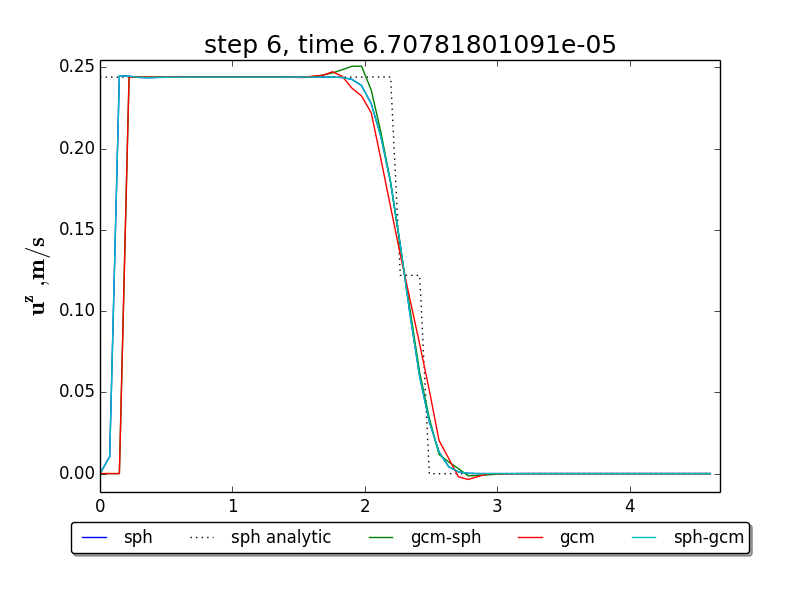 step 6, time 6.70781801091e-05
0.25
0.20
0.15
0.10
0.05
0.00
u^z ,m/s
0 1 2 3 4
sph sph analytic gcm-sph gcm sph-gcm